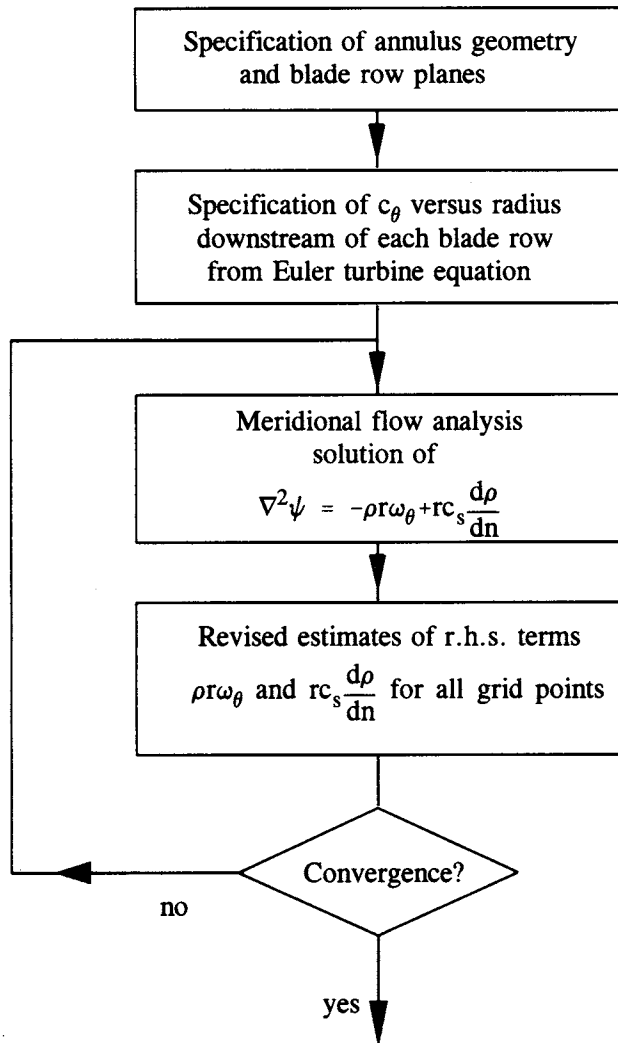 Specification of annulus geometry
and blade row planes
Specification of c_θ versus radius
downstream of each blade row
from Euler turbine equation
Meridional flow analysis
solution of
∇²ψ = -ρrω_θ+rc_s dρ/dn
Revised estimates of r.h.s. terms
ρrω_θ and rc_s dρ/dn for all grid points
Convergence?
no
yes